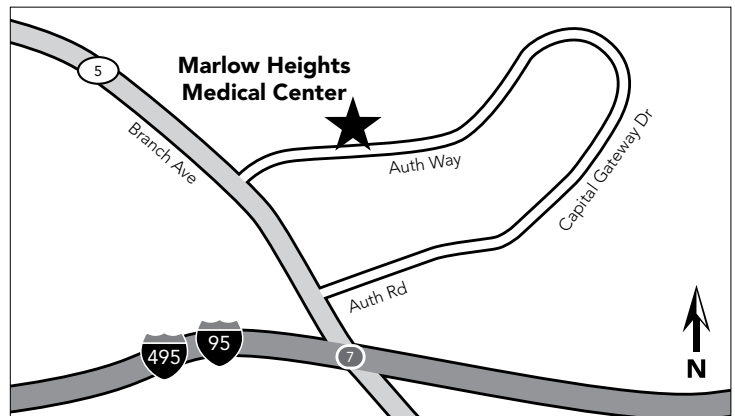 5
Marlow Heights
Medical Center
Branch Ave
Auth Way
Capital Gateway Dr
Auth Rd
495
95
7
N